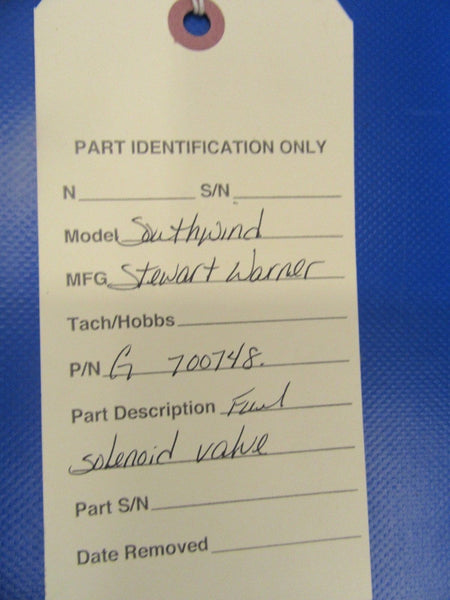 PART IDENTIFICATION ONLY
N S/N
Model Southwind
MFG Stewart Warner
Tach/Hobbs
P/N G 700748.
Part Description Fuel
solenoid valve
Part S/N
Date Removed